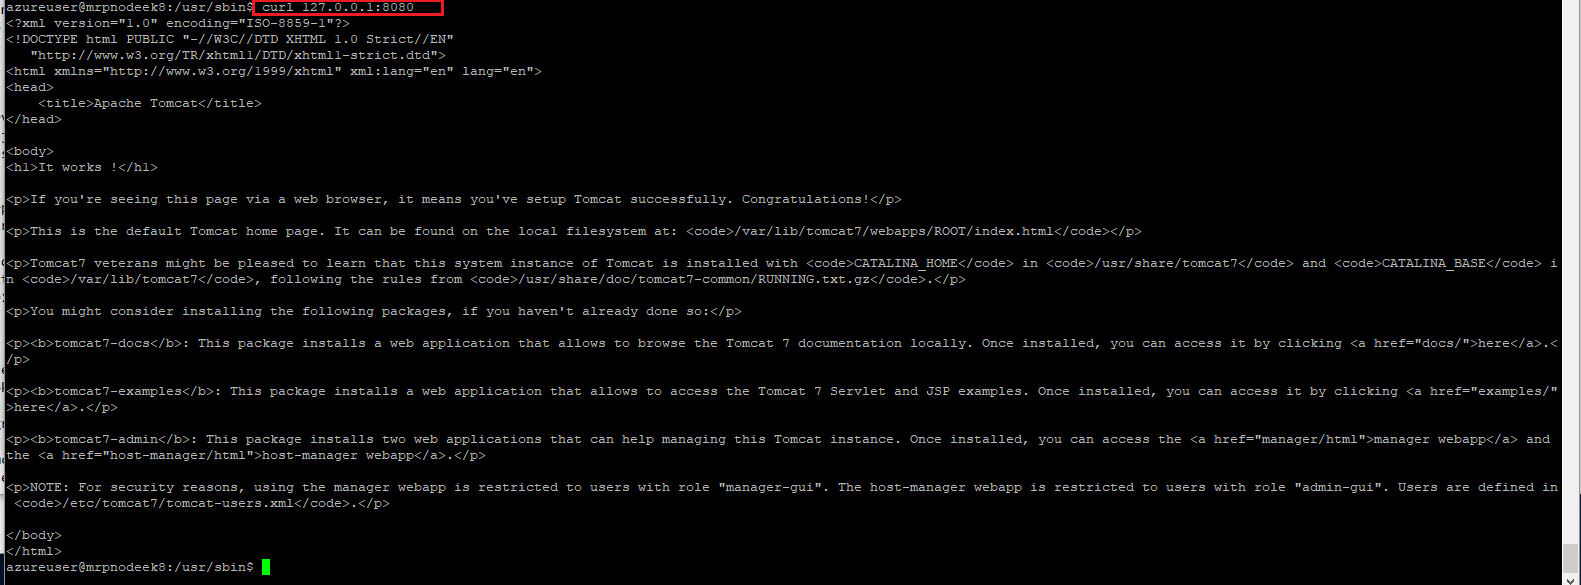 azureuser@mrpnodeek8:/usr/sbin$ curl 127.0.0.1:8080
<?xml version="1.0" encoding="ISO-8859-1"?>
<!DOCTYPE html PUBLIC "-//W3C//DTD XHTML 1.0 Strict//EN"
   "http://www.w3.org/TR/xhtml1/DTD/xhtml1-strict.dtd">
<html xmlns="http://www.w3.org/1999/xhtml" xml:lang="en" lang="en">
<head>
    <title>Apache Tomcat</title>
</head>
<body>
<h1>It works !</h1>
<p>If you're seeing this page via a web browser, it means you've setup Tomcat successfully. Congratulations!</p>
<p>This is the default Tomcat home page. It can be found on the local filesystem at: <code>/var/lib/tomcat7/webapps/ROOT/index.html</code></p>
<p>Tomcat7 veterans might be pleased to learn that this system instance of Tomcat is installed with <code>CATALINA_HOME</code> in <code>/usr/share/tomcat7</code> and <code>CATALINA_BASE</code> i
n <code>/var/lib/tomcat7</code>, following the rules from <code>/usr/share/doc/tomcat7-common/RUNNING.txt.gz</code>.</p>
<p>You might consider installing the following packages, if you haven't already done so:</p>
<p><b>tomcat7-docs</b>: This package installs a web application that allows to browse the Tomcat 7 documentation locally. Once installed, you can access it by clicking <a href="docs/">here</a>.<
/p>
<p><b>tomcat7-examples</b>: This package installs a web application that allows to access the Tomcat 7 Servlet and JSP examples. Once installed, you can access it by clicking <a href="examples/"
>here</a>.</p>
<p><b>tomcat7-admin</b>: This package installs two web applications that can help managing this Tomcat instance. Once installed, you can access the <a href="manager/html">manager webapp</a> and
the <a href="host-manager/html">host-manager webapp</a>.</p>
<p>NOTE: For security reasons, using the manager webapp is restricted to users with role "manager-gui". The host-manager webapp is restricted to users with role "admin-gui". Users are defined in
 <code>/etc/tomcat7/tomcat-users.xml</code>.</p>
</body>
</html>
azureuser@mrpnodeek8:/usr/sbin$